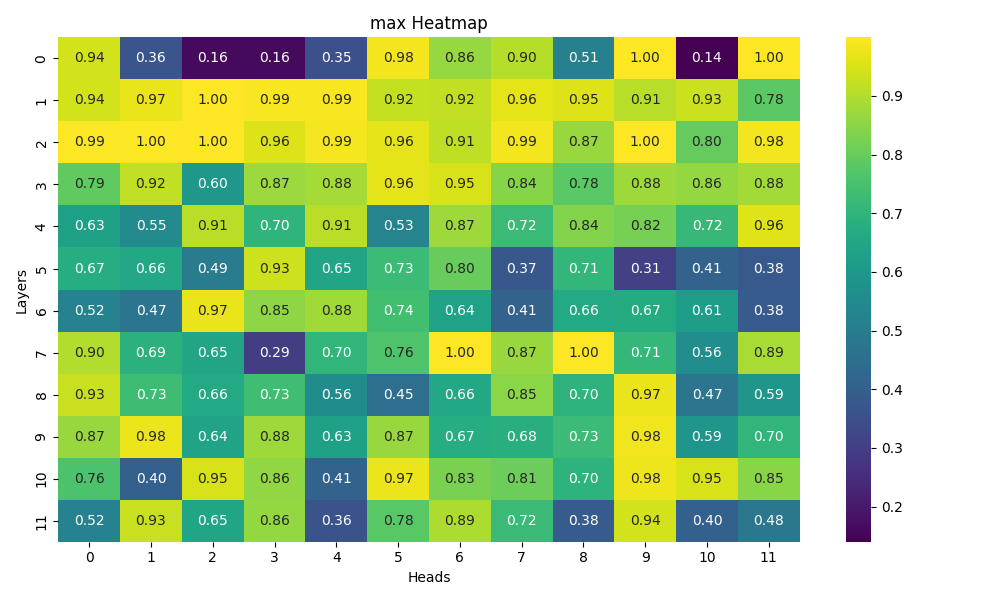 max Heatmap
0 0.94 0.36 0.16 0.16 0.35 0.98 0.86 0.90 0.51 1.00 0.14 1.00
1 0.94 0.97 1.00 0.99 0.99 0.92 0.92 0.96 0.95 0.91 0.93 0.78
2 0.99 1.00 1.00 0.96 0.99 0.96 0.91 0.99 0.87 1.00 0.80 0.98
3 0.79 0.92 0.60 0.87 0.88 0.96 0.95 0.84 0.78 0.88 0.86 0.88
4 0.63 0.55 0.91 0.70 0.91 0.53 0.87 0.72 0.84 0.82 0.72 0.96
5 0.67 0.66 0.49 0.93 0.65 0.73 0.80 0.37 0.71 0.31 0.41 0.38
6 0.52 0.47 0.97 0.85 0.88 0.74 0.64 0.41 0.66 0.67 0.61 0.38
7 0.90 0.69 0.65 0.29 0.70 0.76 1.00 0.87 1.00 0.71 0.56 0.89
8 0.93 0.73 0.66 0.73 0.56 0.45 0.66 0.85 0.70 0.97 0.47 0.59
9 0.87 0.98 0.64 0.88 0.63 0.87 0.67 0.68 0.73 0.98 0.59 0.70
10 0.76 0.40 0.95 0.86 0.41 0.97 0.83 0.81 0.70 0.98 0.95 0.85
11 0.52 0.93 0.65 0.86 0.36 0.78 0.89 0.72 0.38 0.94 0.40 0.48
0 1 2 3 4 5 6 7 8 9 10 11
Heads
Layers
0.9
0.8
0.7
0.6
0.5
0.4
0.3
0.2